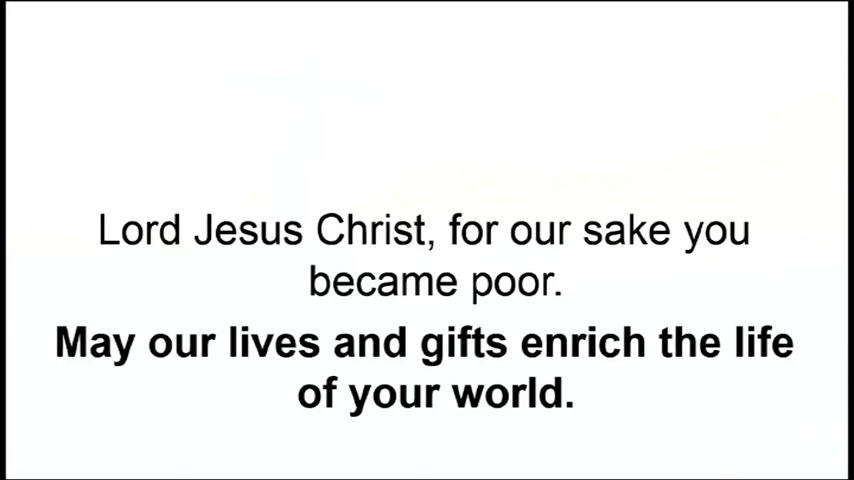 Lord Jesus Christ, for our sake you
became poor.
May our lives and gifts enrich the life
of your world.